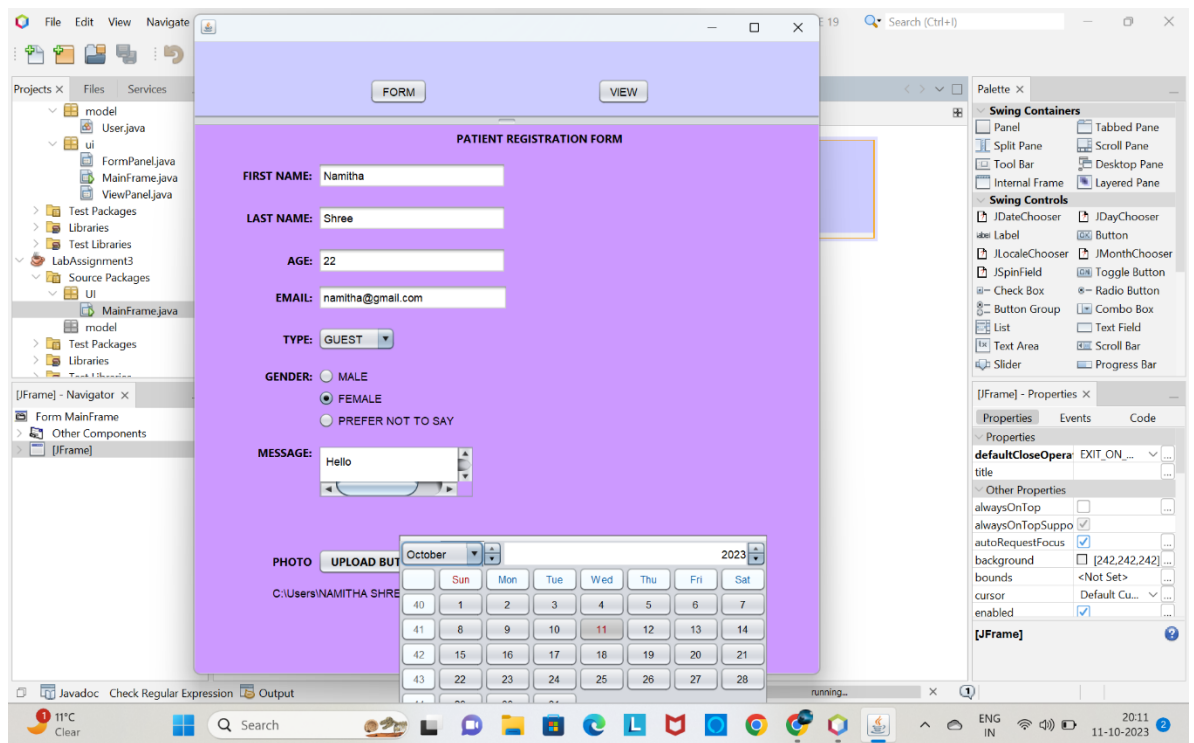 File Edit View Navigate
E 19
Search (Ctrl+I)
Projects
Files
Services
model
User.java
ui
FormPanel.java
MainFrame.java
ViewPanel.java
Test Packages
Libraries
Test Libraries
LabAssignment3
Source Packages
UI
MainFrame.java
model
Test Packages
Libraries
Test Libraries
[JFrame] - Navigator
Form MainFrame
Other Components
[JFrame]
FORM
VIEW
PATIENT REGISTRATION FORM
FIRST NAME: Namitha
LAST NAME: Shree
AGE: 22
EMAIL: namitha@gmail.com
TYPE: GUEST
GENDER: MALE
FEMALE
PREFER NOT TO SAY
MESSAGE: Hello
PHOTO UPLOAD BUT
C:\Users\NAMITHA SHRE
October 2023
Sun Mon Tue Wed Thu Fri Sat
40 1 2 3 4 5 6 7
41 8 9 10 11 12 13 14
42 15 16 17 18 19 20 21
43 22 23 24 25 26 27 28
Palette
Swing Containers
Panel Tabbed Pane
Split Pane Scroll Pane
Tool Bar Desktop Pane
Internal Frame Layered Pane
Swing Controls
JDateChooser JDayChooser
label Label OK Button
JLocaleChooser JMonthChooser
JSpinField ON Toggle Button
Check Box Radio Button
Button Group Combo Box
List Text Field
Text Area Scroll Bar
Slider Progress Bar
[JFrame] - Properties
Properties Events Code
Properties
defaultCloseOpera EXIT_ON_... ...
title ...
Other Properties
alwaysOnTop ...
alwaysOnTopSuppo
autoRequestFocus ...
background [242,242,242] ...
bounds <Not Set> ...
cursor Default Cu... ...
enabled ...
[JFrame]
Javadoc Check Regular Expression Output
running...
1
1
11°C
Clear
Search
L
ENG
IN
20:11
11-10-2023
2